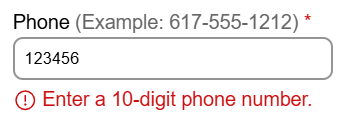 Phone (Example: 617-555-1212) *
123456
Enter a 10-digit phone number.